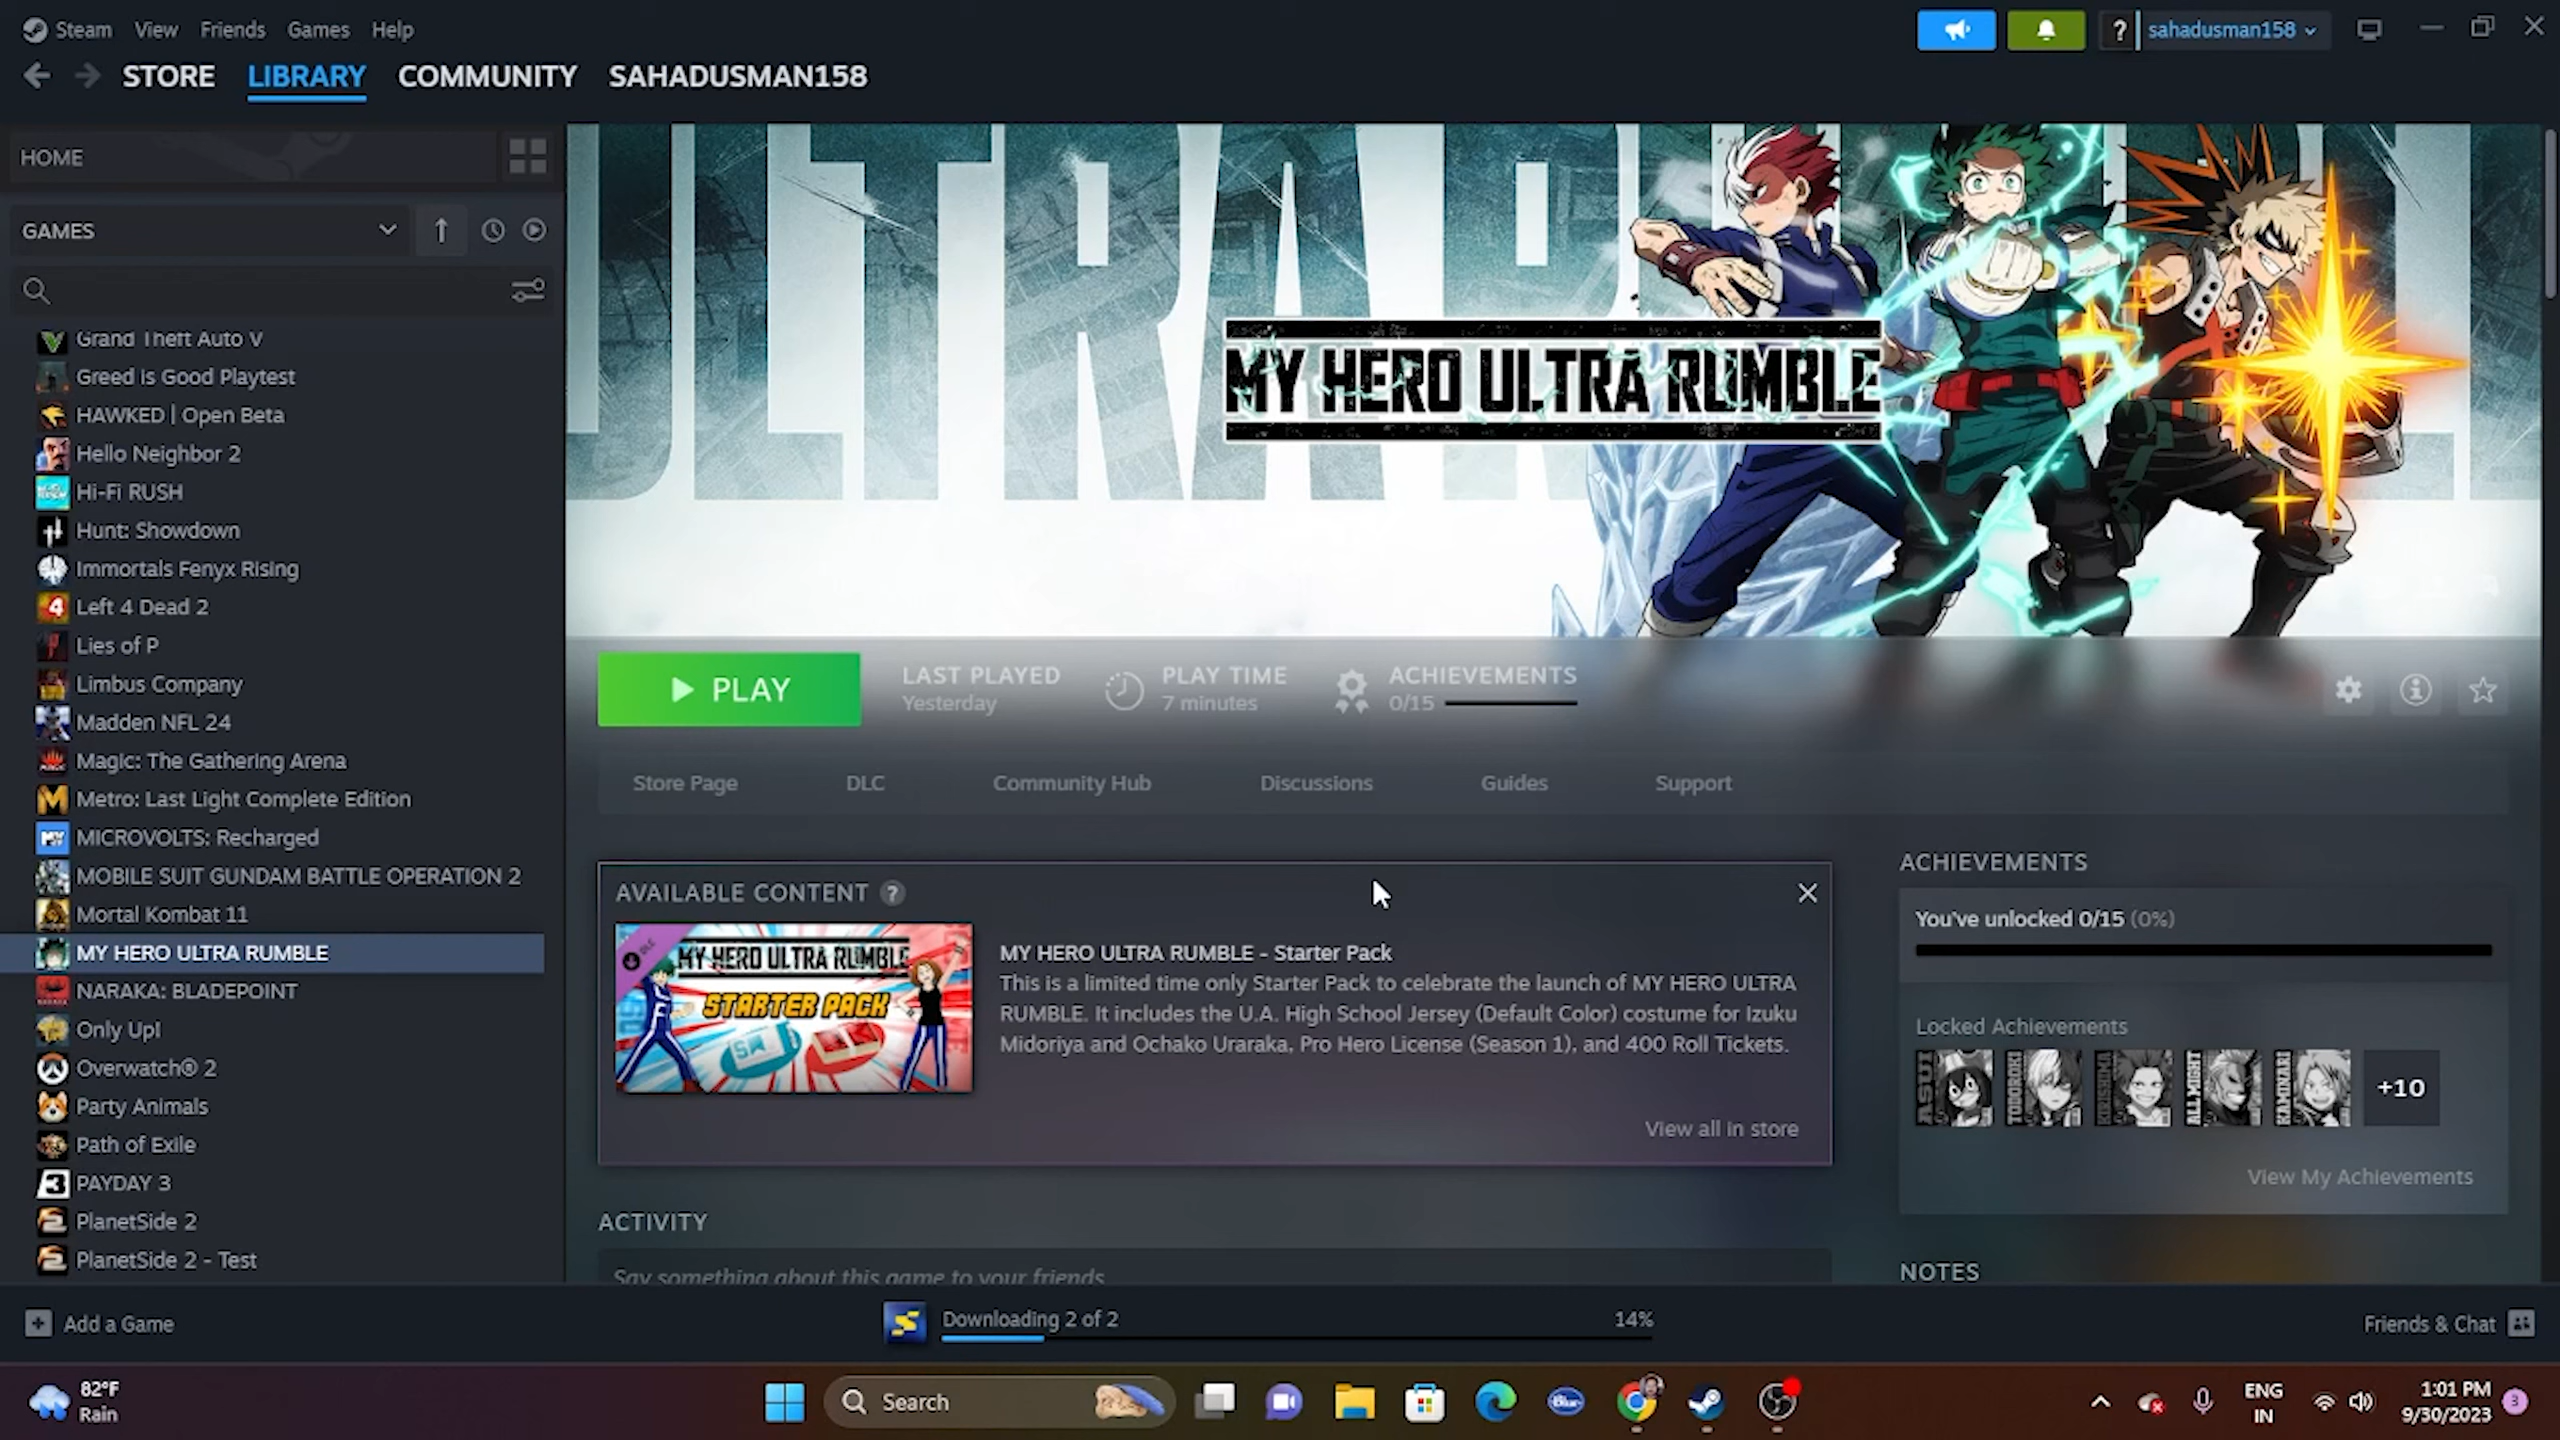 Steam View Friends Games Help
? sahadusman158
STORE LIBRARY COMMUNITY SAHADUSMAN158
HOME
GAMES
Grand Theft Auto V
Greed is Good Playtest
HAWKED | Open Beta
Hello Neighbor 2
Hi-Fi RUSH
Hunt: Showdown
Immortals Fenyx Rising
Left 4 Dead 2
Lies of P
Limbus Company
Madden NFL 24
Magic: The Gathering Arena
Metro: Last Light Complete Edition
MICROVOLTS: Recharged
MOBILE SUIT GUNDAM BATTLE OPERATION 2
Mortal Kombat 11
MY HERO ULTRA RUMBLE
NARAKA: BLADEPOINT
Only Up!
Overwatch® 2
Party Animals
Path of Exile
PAYDAY 3
PlanetSide 2
PlanetSide 2 - Test
MY HERO ULTRA RUMBLE
PLAY
LAST PLAYED
Yesterday
PLAY TIME
7 minutes
ACHIEVEMENTS
0/15
Store Page DLC Community Hub Discussions Guides Support
AVAILABLE CONTENT ?
MY HERO ULTRA RUMBLE
STARTER PACK
MY HERO ULTRA RUMBLE - Starter Pack
This is a limited time only Starter Pack to celebrate the launch of MY HERO ULTRA
RUMBLE. It includes the U.A. High School Jersey (Default Color) costume for Izuku
Midoriya and Ochako Uraraka, Pro Hero License (Season 1), and 400 Roll Tickets.
View all in store
ACTIVITY
Say something about this game to your friends
ACHIEVEMENTS
You've unlocked 0/15 (0%)
Locked Achievements
ASUI TODOROKI KIRISHIMA ALL MIGHT KAMINARI
+10
View My Achievements
NOTES
Add a Game
Downloading 2 of 2
14%
Friends & Chat
82°F
Rain
Search
ENG
IN
1:01 PM
9/30/2023
3